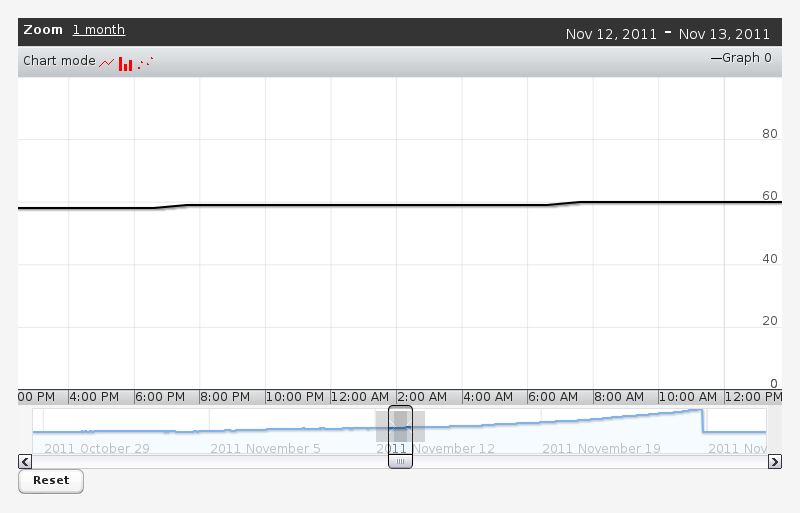 Zoom 1 month Nov 12, 2011 - Nov 13, 2011
Chart mode Graph 0
80
60
40
20
0
00 PM 4:00 PM 6:00 PM 8:00 PM 10:00 PM 12:00 AM 2:00 AM 4:00 AM 6:00 AM 8:00 AM 10:00 AM 12:00 PM
2011 October 29 2011 November 5 2011 November 12 2011 November 19 2011 Nov
Reset